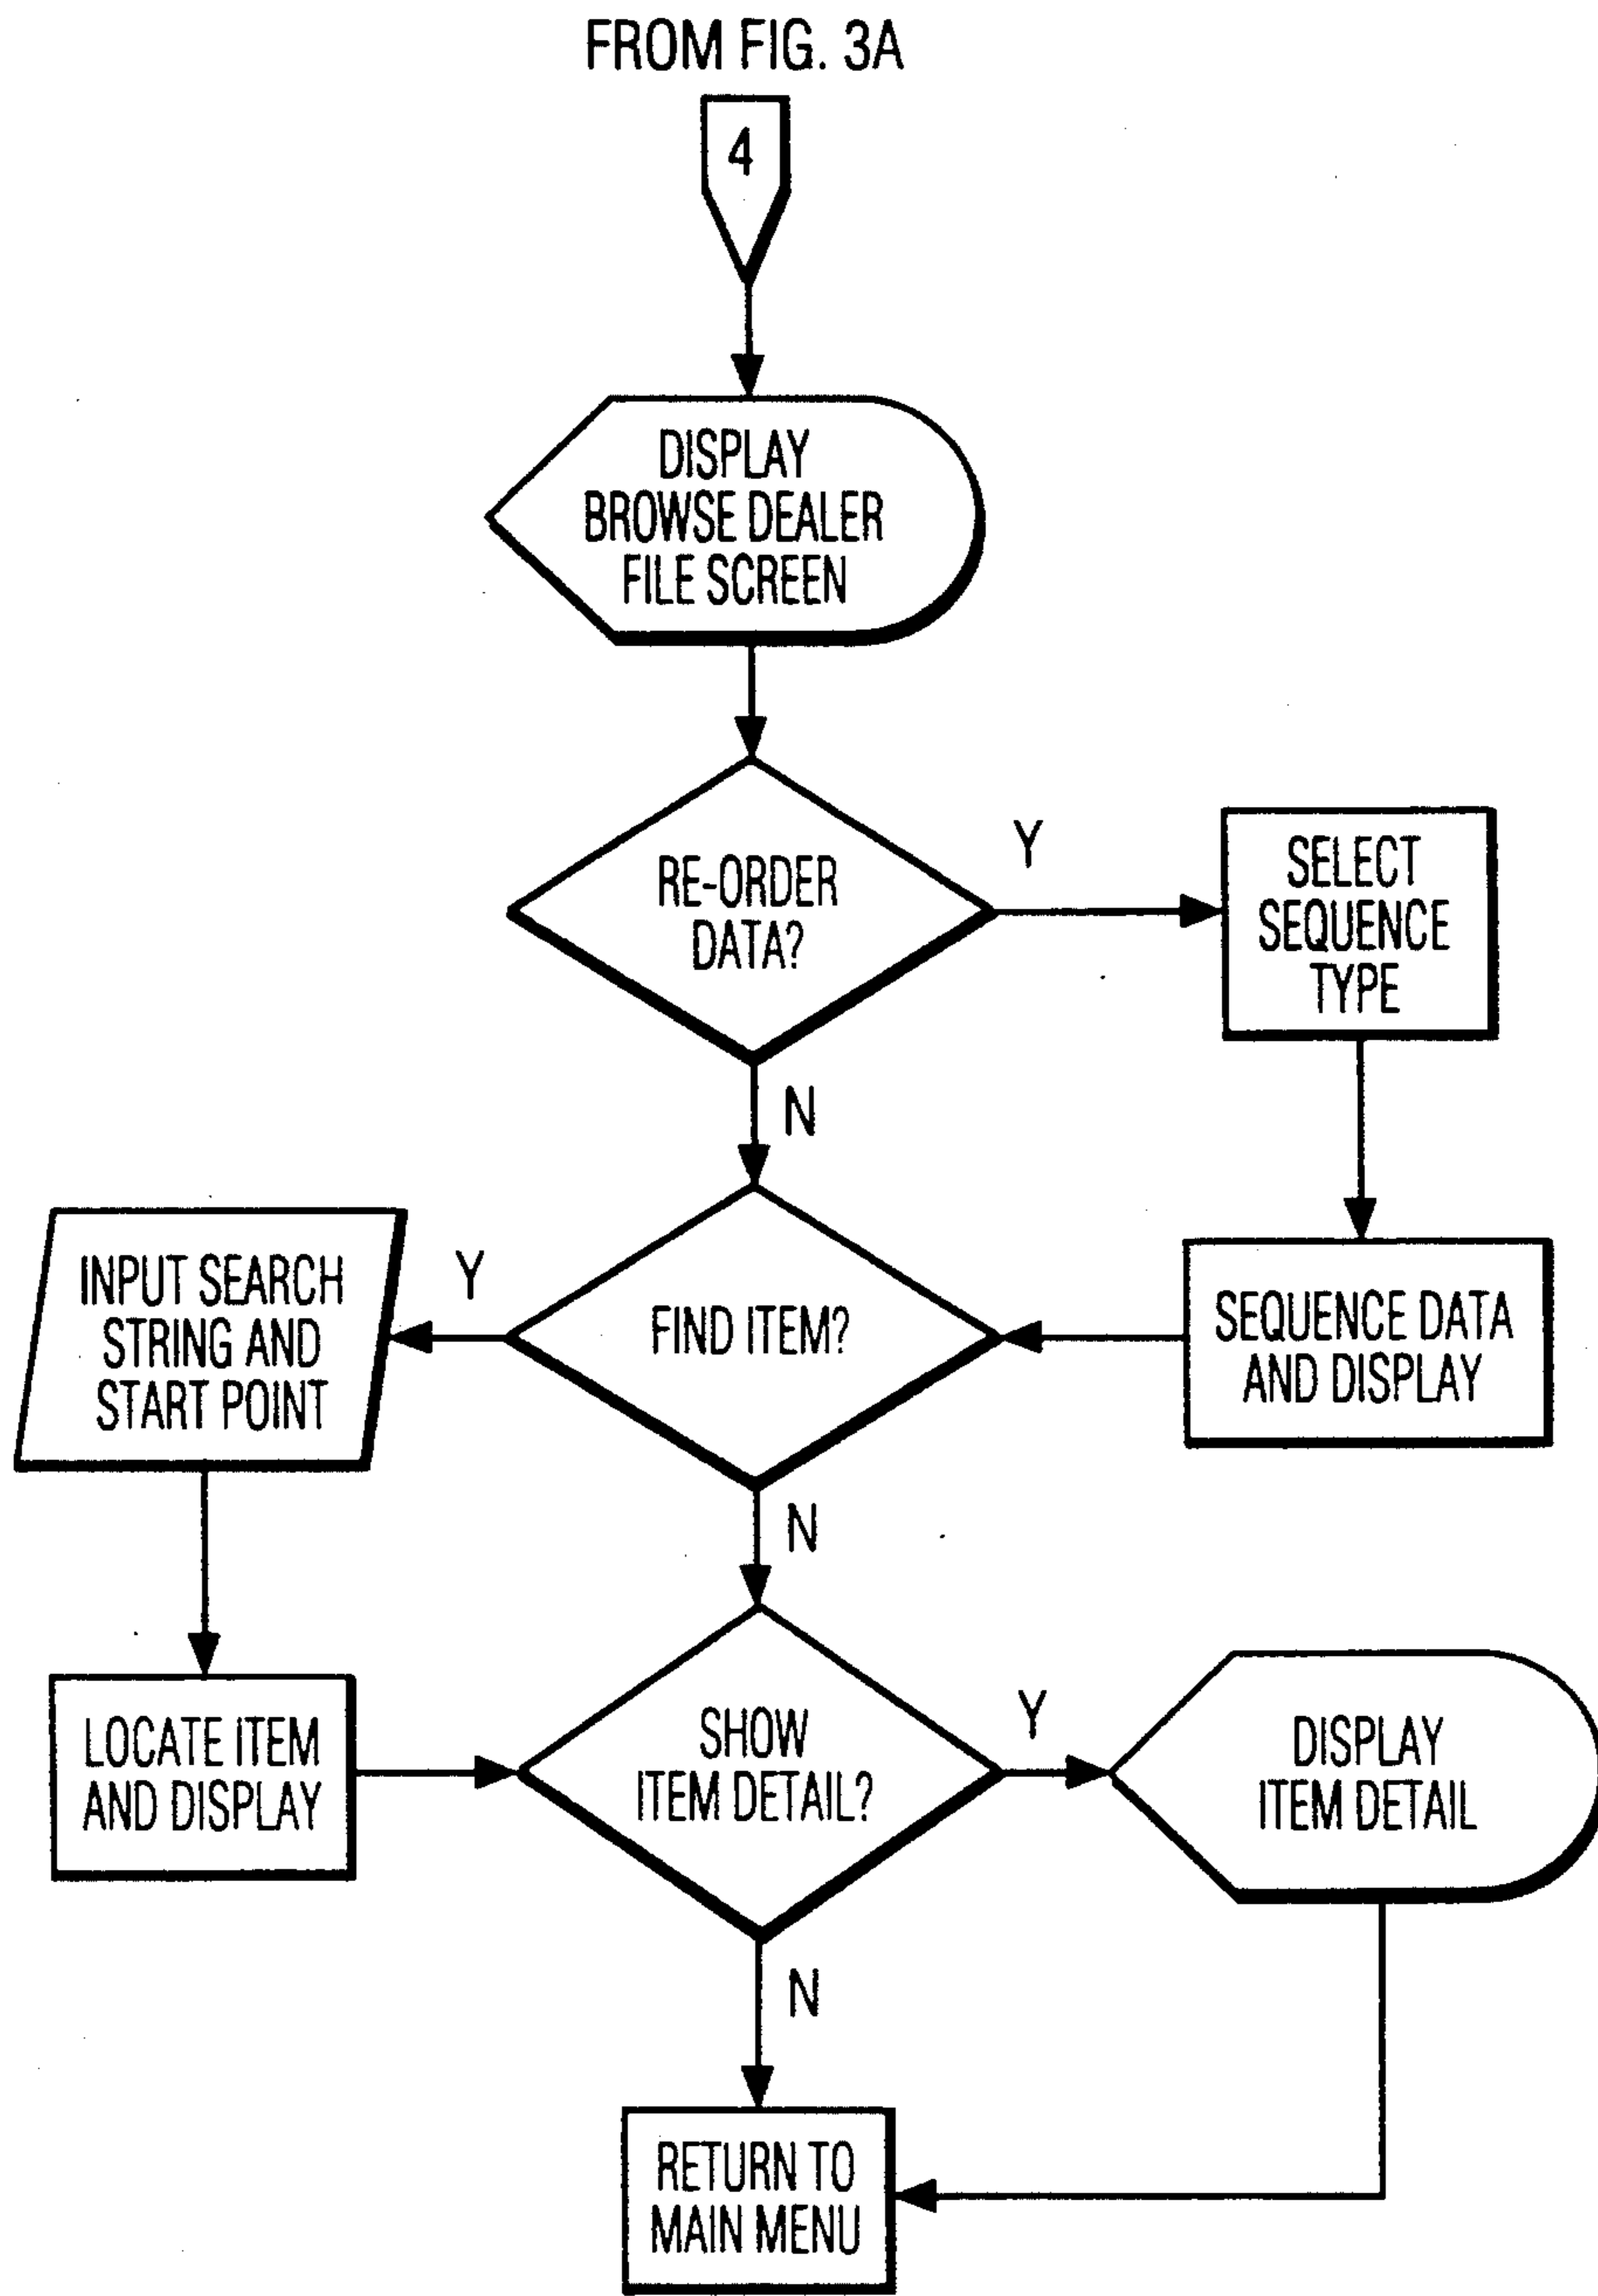 FROM FIG. 3A
4
DISPLAY
BROWSE DEALER
FILE SCREEN
RE-ORDER
DATA?
Y
SELECT
SEQUENCE
TYPE
N
INPUT SEARCH
STRING AND
START POINT
Y
FIND ITEM?
SEQUENCE DATA
AND DISPLAY
N
LOCATE ITEM
AND DISPLAY
SHOW
ITEM DETAIL?
Y
DISPLAY
ITEM DETAIL
N
RETURN TO
MAIN MENU